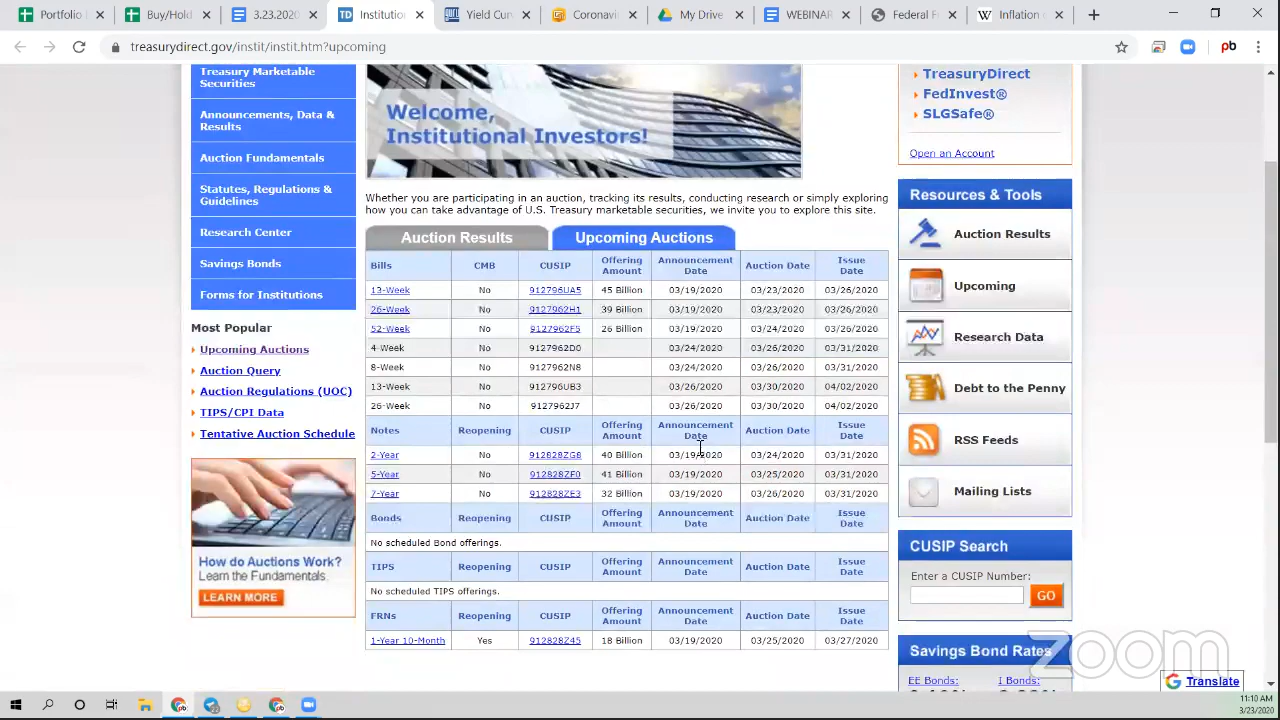 Portfolio
Buy/Hold
3.23.2020
Institution
Yield Cur
Coronavir
My Drive
WEBINA
Federal F
Inflation
treasurydirect.gov/instit/instit.htm?upcoming
Treasury Marketable
Securities
Announcements, Data &
Results
Auction Fundamentals
Statutes, Regulations &
Guidelines
Research Center
Savings Bonds
Forms for Institutions
Most Popular
Upcoming Auctions
Auction Query
Auction Regulations (UOC)
TIPS/CPI Data
Tentative Auction Schedule
How do Auctions Work?
Learn the Fundamentals.
LEARN MORE
Welcome,
Institutional Investors!
Whether you are participating in an auction, tracking its results, conducting research or simply exploring
how you can take advantage of U.S. Treasury marketable securities, we invite you to explore this site.
Auction Results Upcoming Auctions
Bills CMB CUSIP Offering Amount Announcement Date Auction Date Issue Date
13-Week No 912796UA5 45 Billion 03/19/2020 03/23/2020 03/26/2020
26-Week No 9127962H1 39 Billion 03/19/2020 03/23/2020 03/26/2020
52-Week No 9127962F5 26 Billion 03/19/2020 03/24/2020 03/26/2020
4-Week No 9127962D0 03/24/2020 03/26/2020 03/31/2020
8-Week No 9127962N8 03/24/2020 03/26/2020 03/31/2020
13-Week No 912796UB3 03/26/2020 03/30/2020 04/02/2020
26-Week No 9127962J7 03/26/2020 03/30/2020 04/02/2020
Notes Reopening CUSIP Offering Amount Announcement Date Auction Date Issue Date
2-Year No 912828ZG8 40 Billion 03/19/2020 03/24/2020 03/31/2020
5-Year No 912828ZF0 41 Billion 03/19/2020 03/25/2020 03/31/2020
7-Year No 912828ZE3 32 Billion 03/19/2020 03/26/2020 03/31/2020
Bonds Reopening CUSIP Offering Amount Announcement Date Auction Date Issue Date
No scheduled Bond offerings.
TIPS Reopening CUSIP Offering Amount Announcement Date Auction Date Issue Date
No scheduled TIPS offerings.
FRNs Reopening CUSIP Offering Amount Announcement Date Auction Date Issue Date
1-Year 10-Month Yes 912828Z45 18 Billion 03/19/2020 03/25/2020 03/27/2020
TreasuryDirect
FedInvest®
SLGSafe®
Open an Account
Resources & Tools
Auction Results
Upcoming
Research Data
Debt to the Penny
RSS Feeds
Mailing Lists
CUSIP Search
Enter a CUSIP Number:
GO
Savings Bond Rates
EE Bonds: I Bonds:
zoom
Translate
11:10 AM
3/23/2020